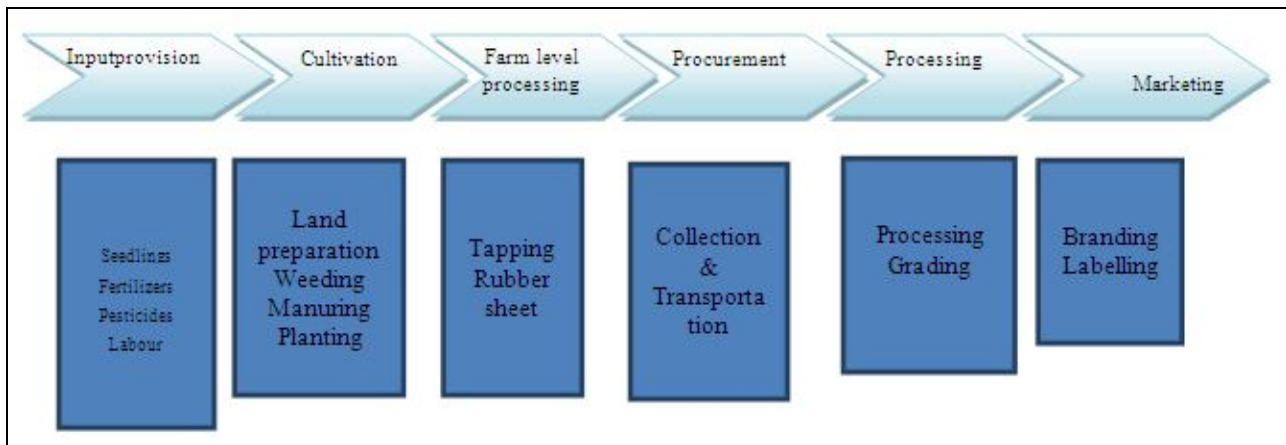 Inputprovision
Cultivation
Farm level
processing
Procurement
Processing
Marketing
Seedlings
Fertilizers
Pesticides
Labour
Land
preparation
Weeding
Manuring
Planting
Tapping
Rubber
sheet
Collection
&
Transporta
tion
Processing
Grading
Branding
Labelling